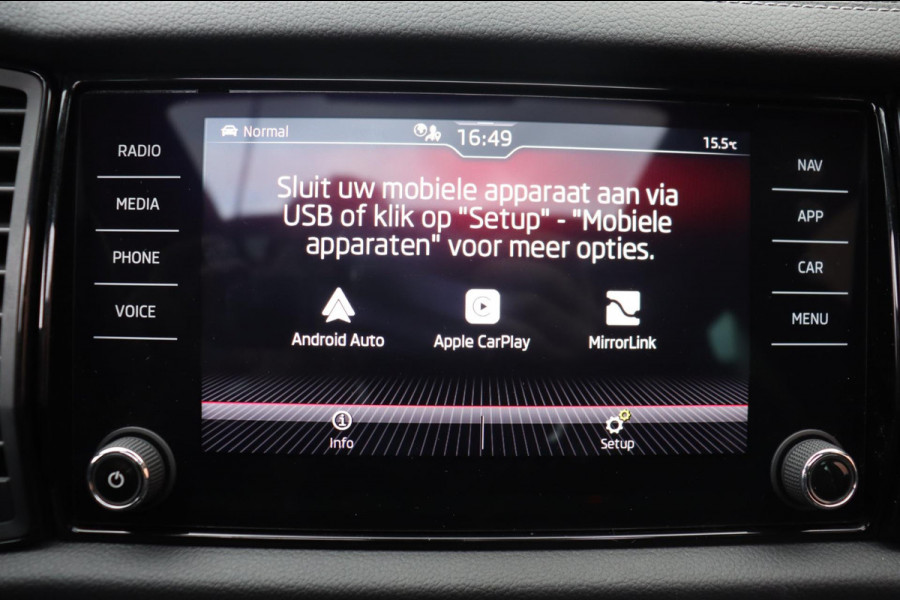 Normal
16:49
15.5°C
RADIO
MEDIA
PHONE
VOICE
Sluit uw mobiele apparaat aan via
USB of klik op "Setup" - "Mobiele
apparaten" voor meer opties.
Android Auto
Apple CarPlay
MirrorLink
Info
Setup
NAV
APP
CAR
MENU